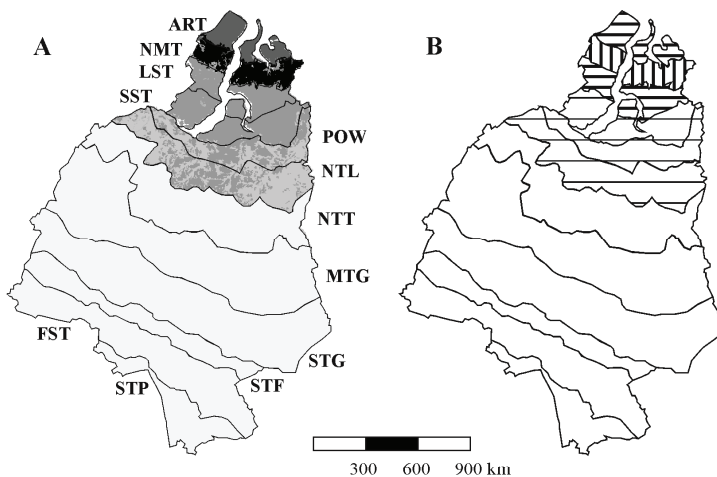 A
B
ART
NMT
LST
SST
POW
NTL
NTT
MTG
FST
STG
STP
STF
300 600 900 km